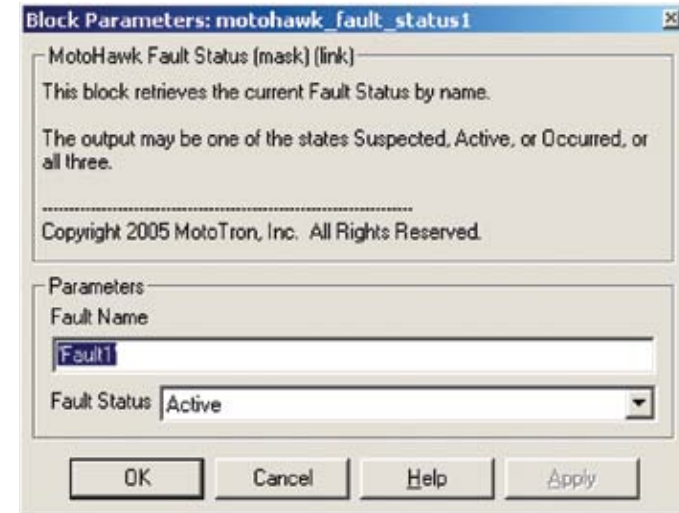 Block Parameters: motohawk_fault_status1
MotoHawk Fault Status (mask) (link)
This block retrieves the current Fault Status by name.
The output may be one of the states Suspected, Active, or Occurred, or
all three.
--------------------------------------------------------------------
Copyright 2005 MotoTron, Inc. All Rights Reserved.
Parameters
Fault Name
'Fault1'
Fault Status Active
OK Cancel Help Apply